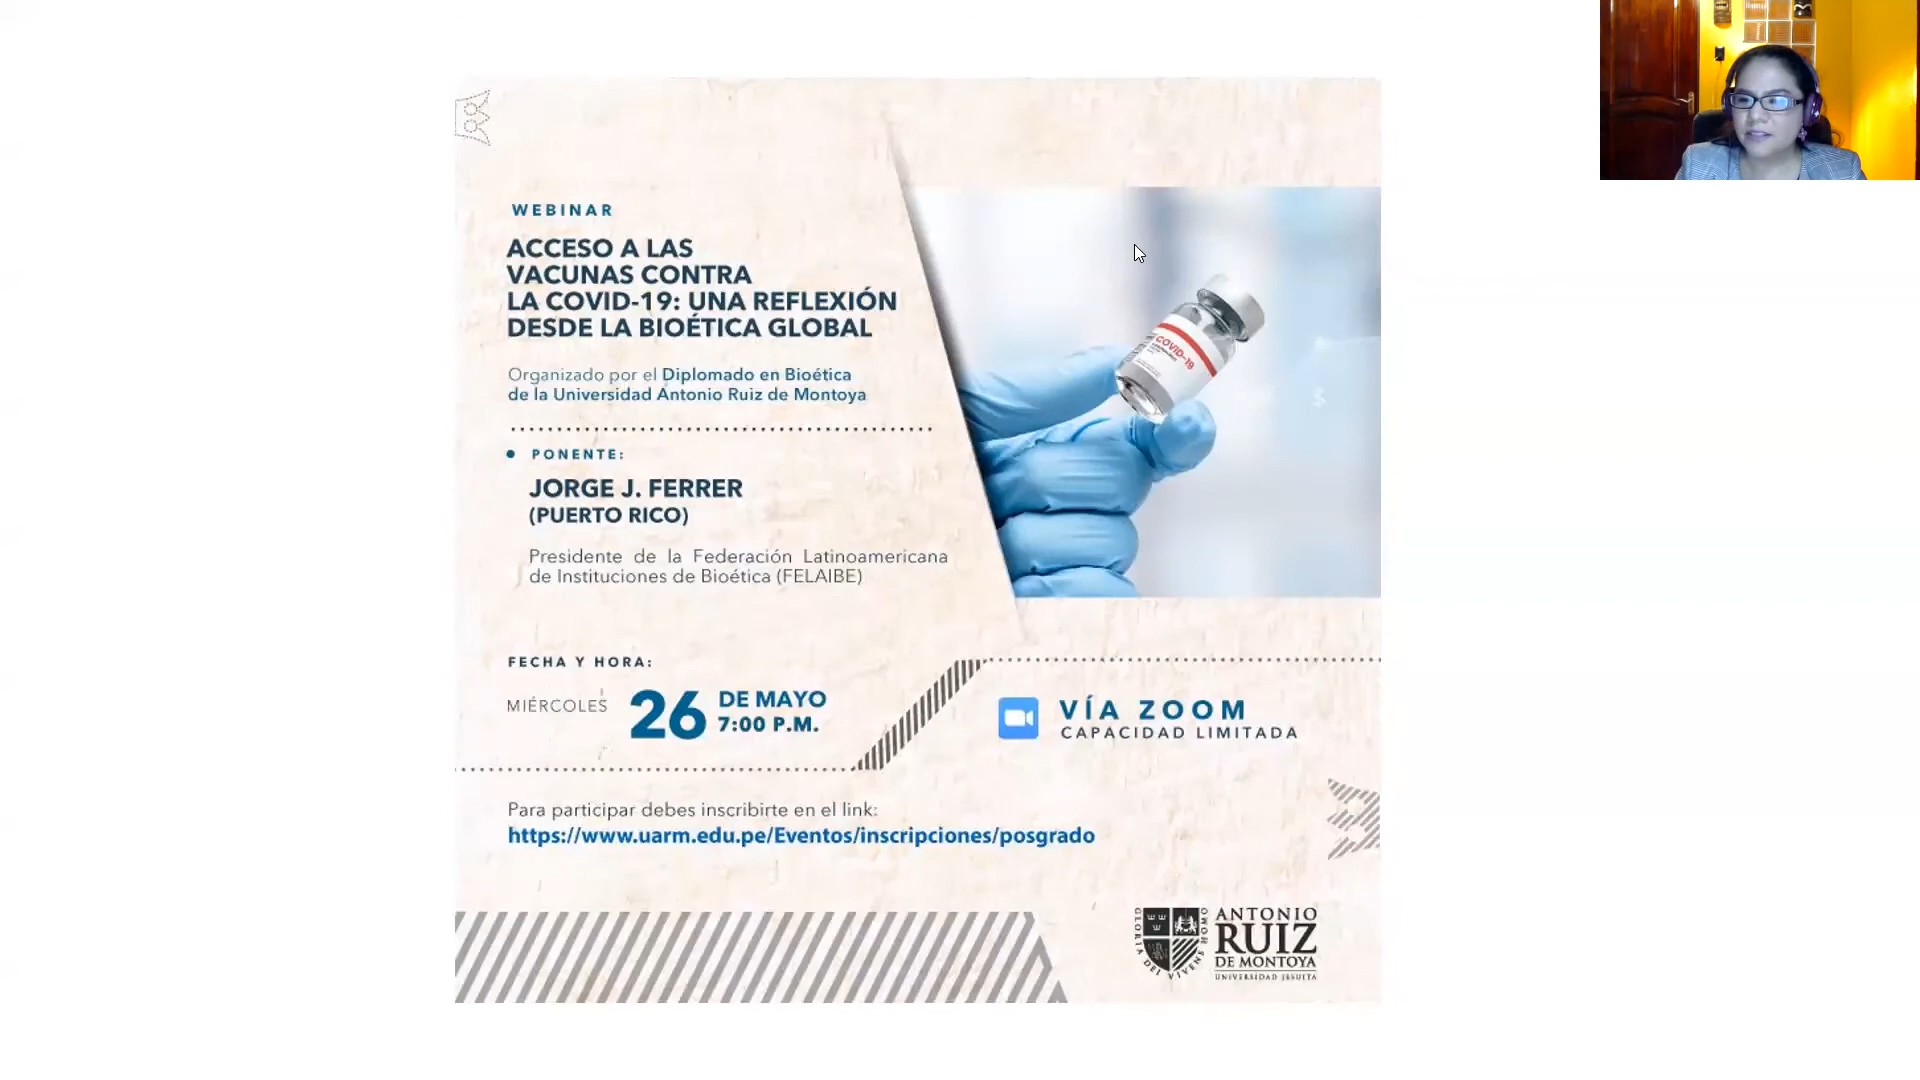 WEBINAR
ACCESO A LAS
VACUNAS CONTRA
LA COVID-19: UNA REFLEXIÓN
DESDE LA BIOÉTICA GLOBAL
Organizado por el Diplomado en Bioética
de la Universidad Antonio Ruiz de Montoya
PONENTE:
JORGE J. FERRER
(PUERTO RICO)
Presidente de la Federación Latinoamericana
de Instituciones de Bioética (FELAIBE)
COVID-19
$
FECHA Y HORA:
MIÉRCOLES 26 DE MAYO
7:00 P.M.
VÍA ZOOM
CAPACIDAD LIMITADA
Para participar debes inscribirte en el link:
https://www.uarm.edu.pe/Eventos/inscripciones/posgrado
GLORIA DEI VIVENS HOMO
ANTONIO
RUIZ
DE MONTOYA
UNIVERSIDAD JESUITA